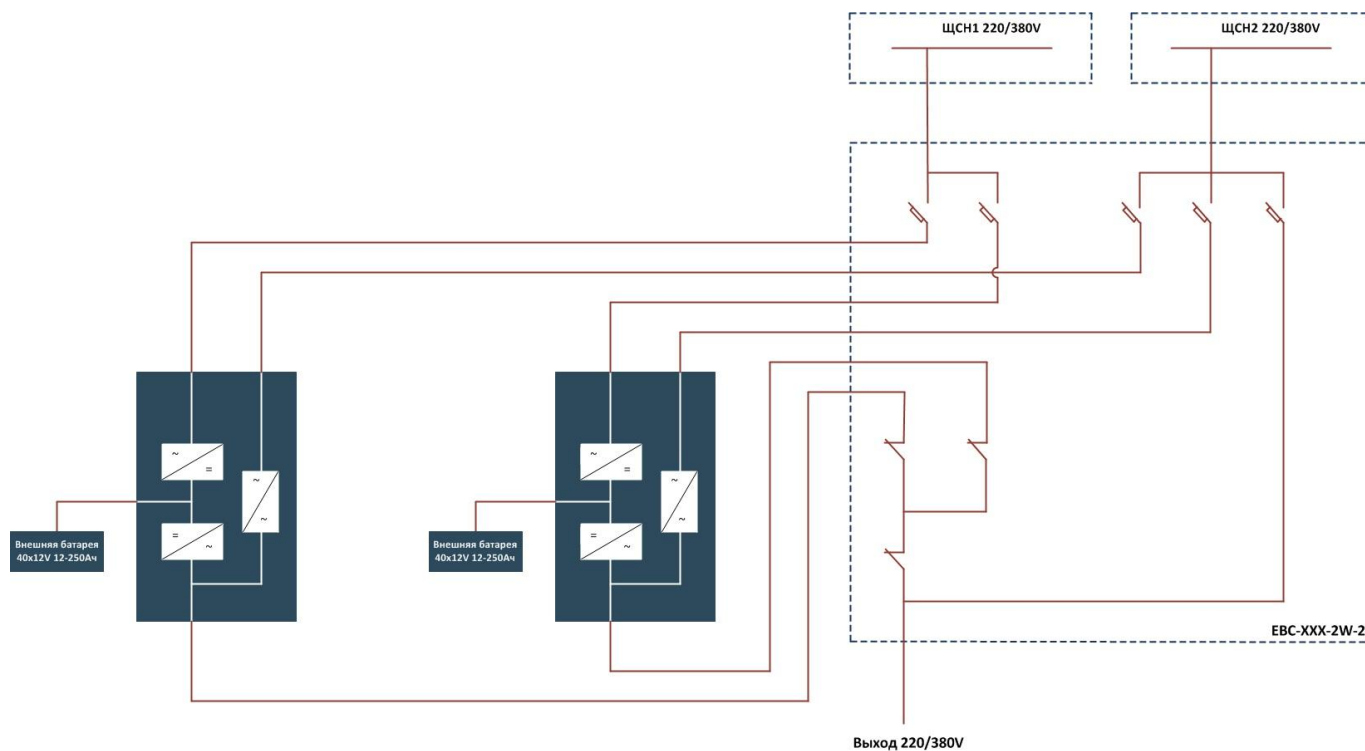 ЩСН1 220/380V
ЩСН2 220/380V
~
=
~
~
=
~
~
=
~
~
=
~
Внешняя батарея
40x12V 12-250Ач
Внешняя батарея
40x12V 12-250Ач
EBC-XXX-2W-2
Выход 220/380V